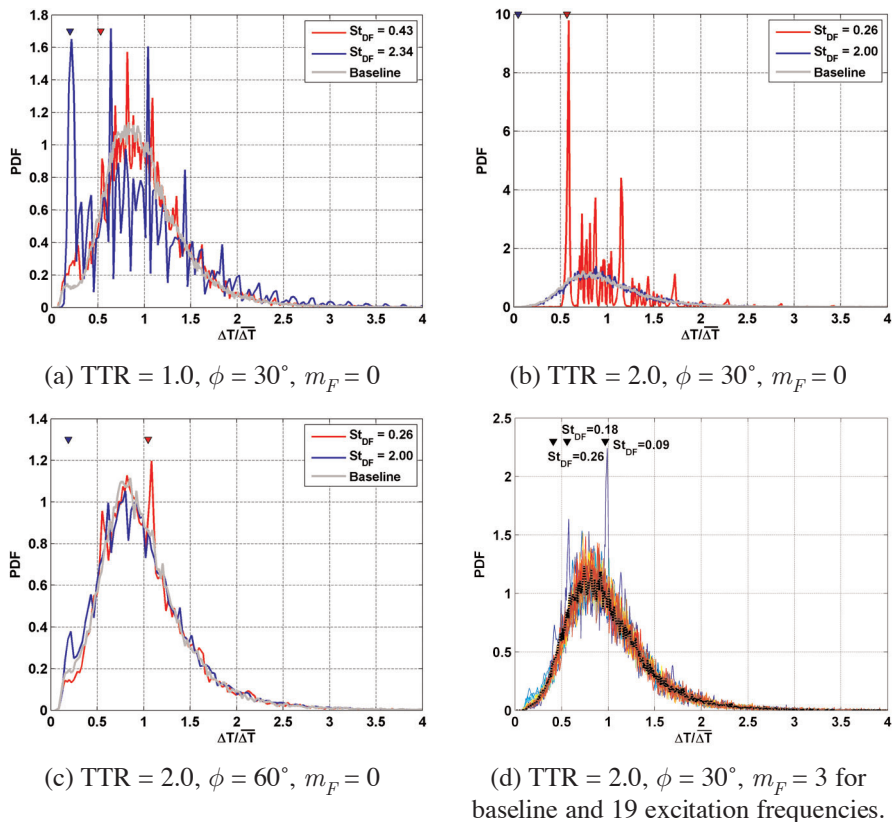 1.8
1.6
1.4
1.2
1
0.8
0.6
0.4
0.2
0
PDF
0 0.5 1 1.5 2 2.5 3 3.5 4
ΔT/ΔT̅
St_DF = 0.43
St_DF = 2.34
Baseline
(a) TTR = 1.0, ϕ = 30°, m_F = 0
10
8
6
4
2
0
PDF
0 0.5 1 1.5 2 2.5 3 3.5 4
ΔT/ΔT̅
St_DF = 0.26
St_DF = 2.00
Baseline
(b) TTR = 2.0, ϕ = 30°, m_F = 0
1.4
1.2
1
0.8
0.6
0.4
0.2
0
PDF
0 0.5 1 1.5 2 2.5 3 3.5 4
ΔT/ΔT̅
St_DF = 0.26
St_DF = 2.00
Baseline
(c) TTR = 2.0, ϕ = 60°, m_F = 0
2.5
2
1.5
1
0.5
0
PDF
0 0.5 1 1.5 2 2.5 3 3.5 4
ΔT/ΔT̅
St_DF=0.18
St_DF=0.09
St_DF=0.26
(d) TTR = 2.0, ϕ = 30°, m_F = 3 for
baseline and 19 excitation frequencies.